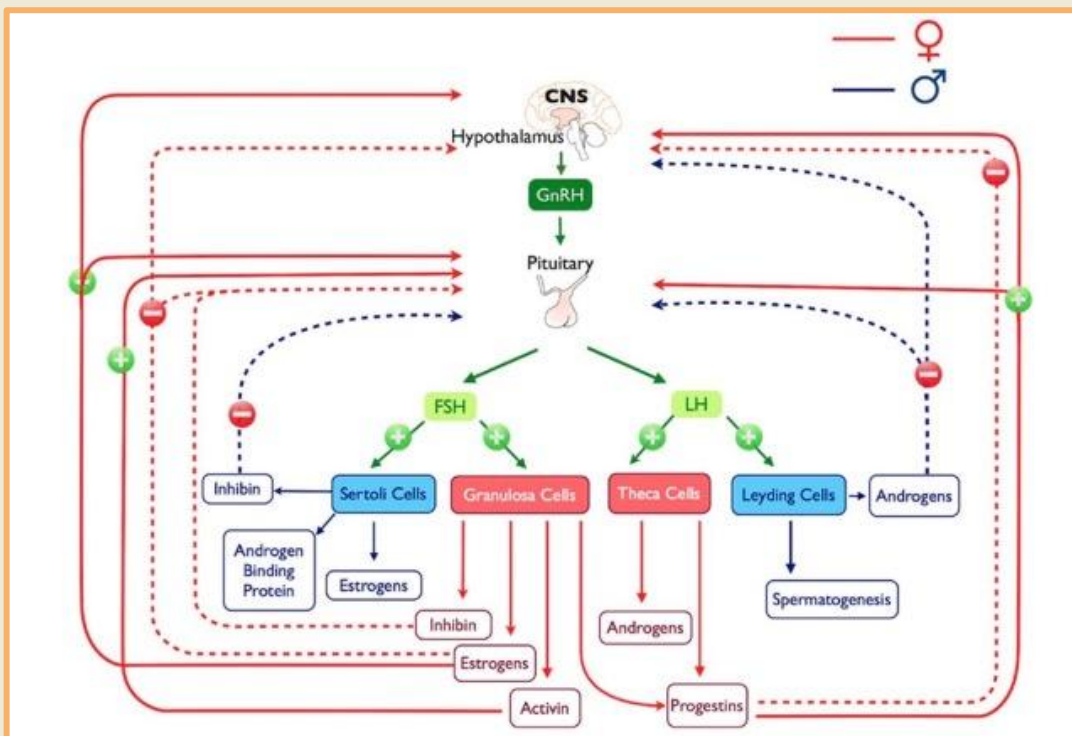 CNS
Hypothalamus
GnRH
Pituitary
FSH
LH
Inhibin
Sertoli Cells
Granulosa Cells
Theca Cells
Leyding Cells
Androgens
Androgen
Binding
Protein
Estrogens
Spermatogenesis
Inhibin
Androgens
Estrogens
Activin
Progestins